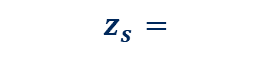 z_s =